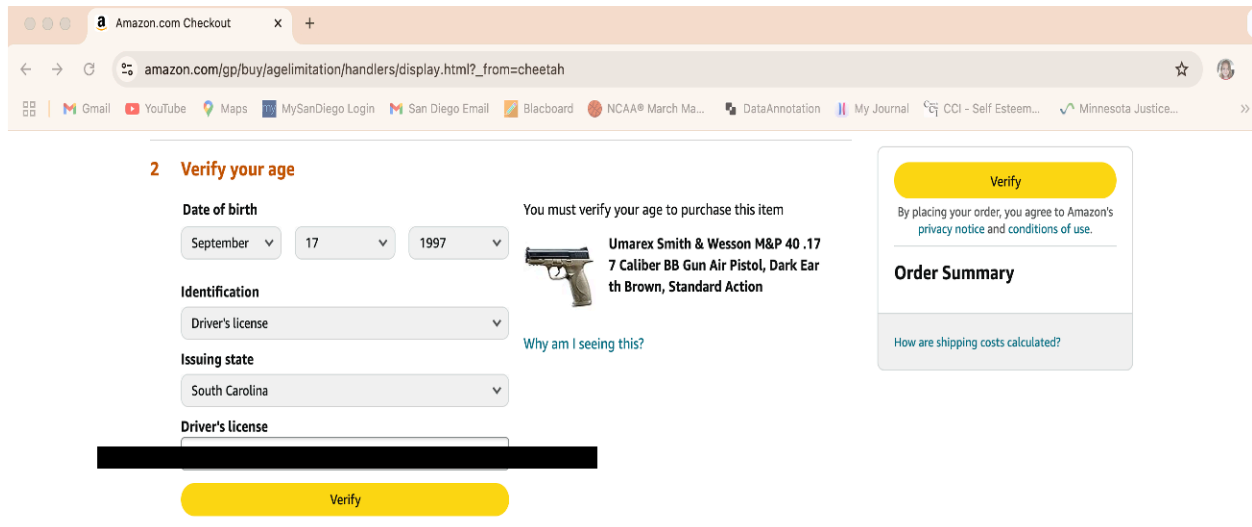 Amazon.com Checkout
amazon.com/gp/buy/agelimitation/handlers/display.html?_from=cheetah
Gmail YouTube Maps MySanDiego Login San Diego Email Blacboard NCAA® March Ma... DataAnnotation My Journal CCI - Self Esteem... Minnesota Justice...
2 Verify your age
Date of birth
September 17 1997
Identification
Driver's license
Issuing state
South Carolina
Driver's license
Verify
You must verify your age to purchase this item
Umarex Smith & Wesson M&P 40 .17
7 Caliber BB Gun Air Pistol, Dark Ear
th Brown, Standard Action
Why am I seeing this?
Verify
By placing your order, you agree to Amazon's
privacy notice and conditions of use.
Order Summary
How are shipping costs calculated?